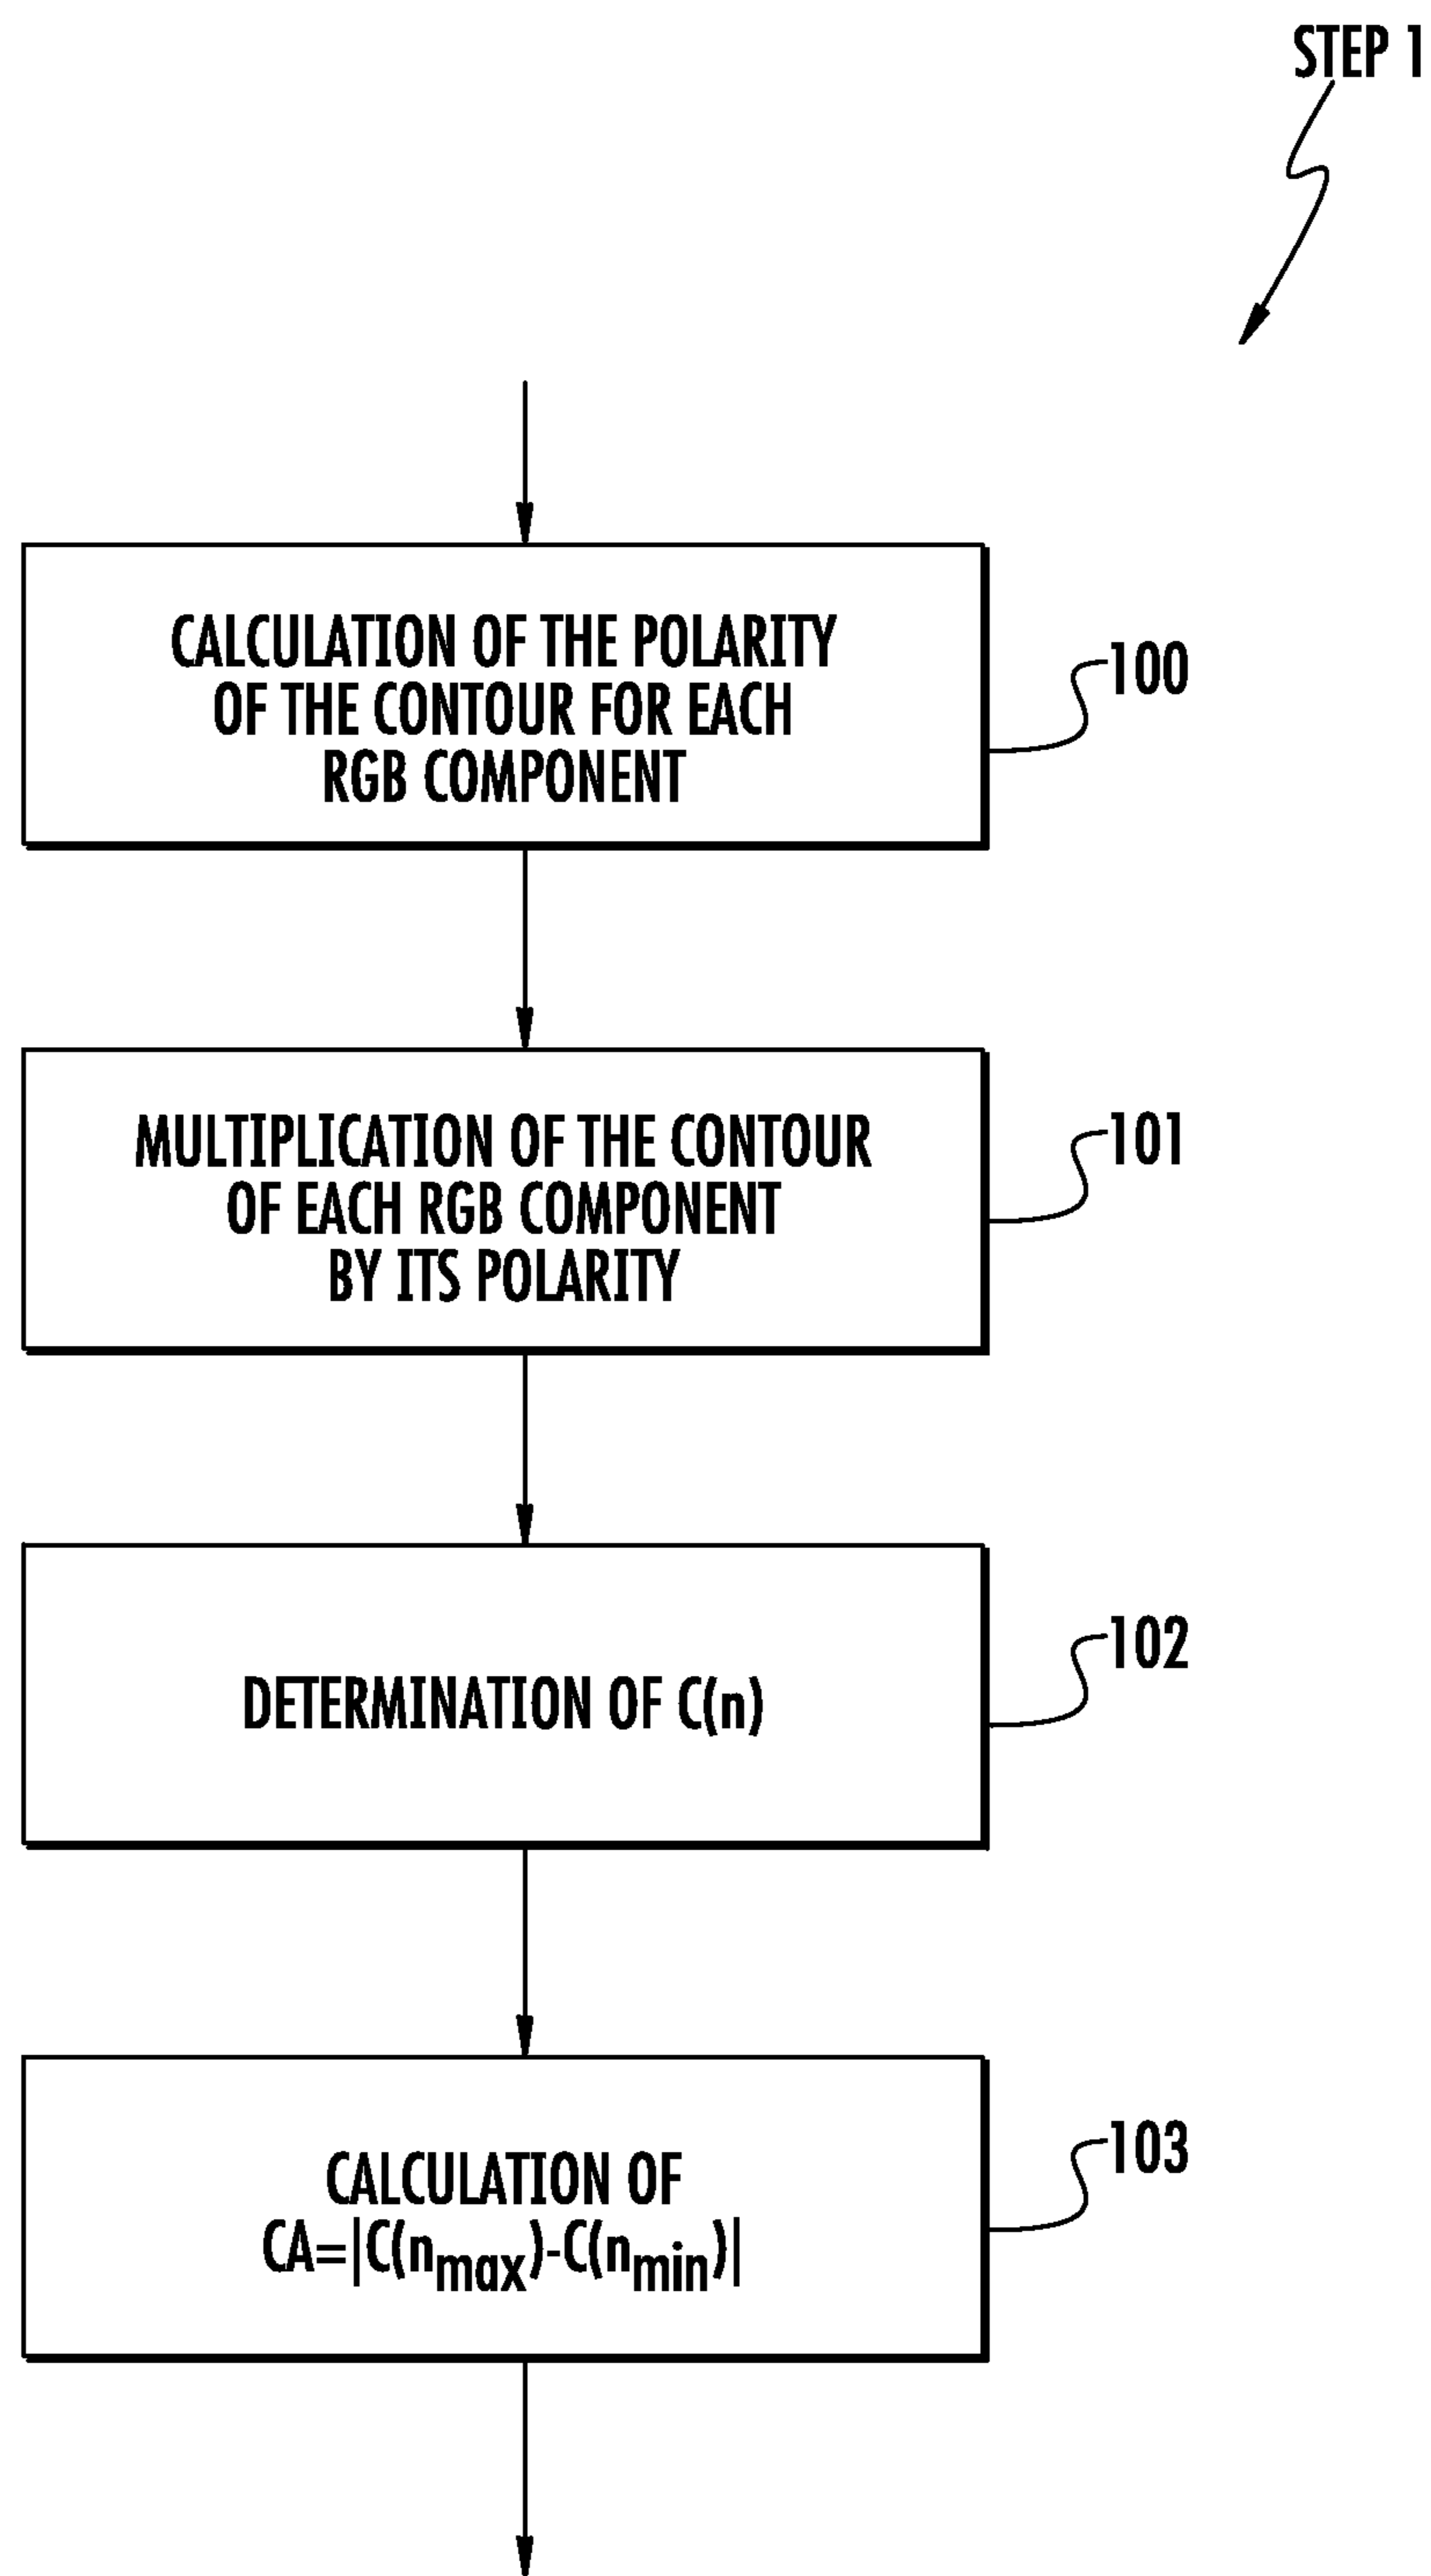 STEP 1
CALCULATION OF THE POLARITY
OF THE CONTOUR FOR EACH
RGB COMPONENT
100
MULTIPLICATION OF THE CONTOUR
OF EACH RGB COMPONENT
BY ITS POLARITY
101
DETERMINATION OF C(n)
102
CALCULATION OF
CA=|C(nmax)-C(nmin)|
103